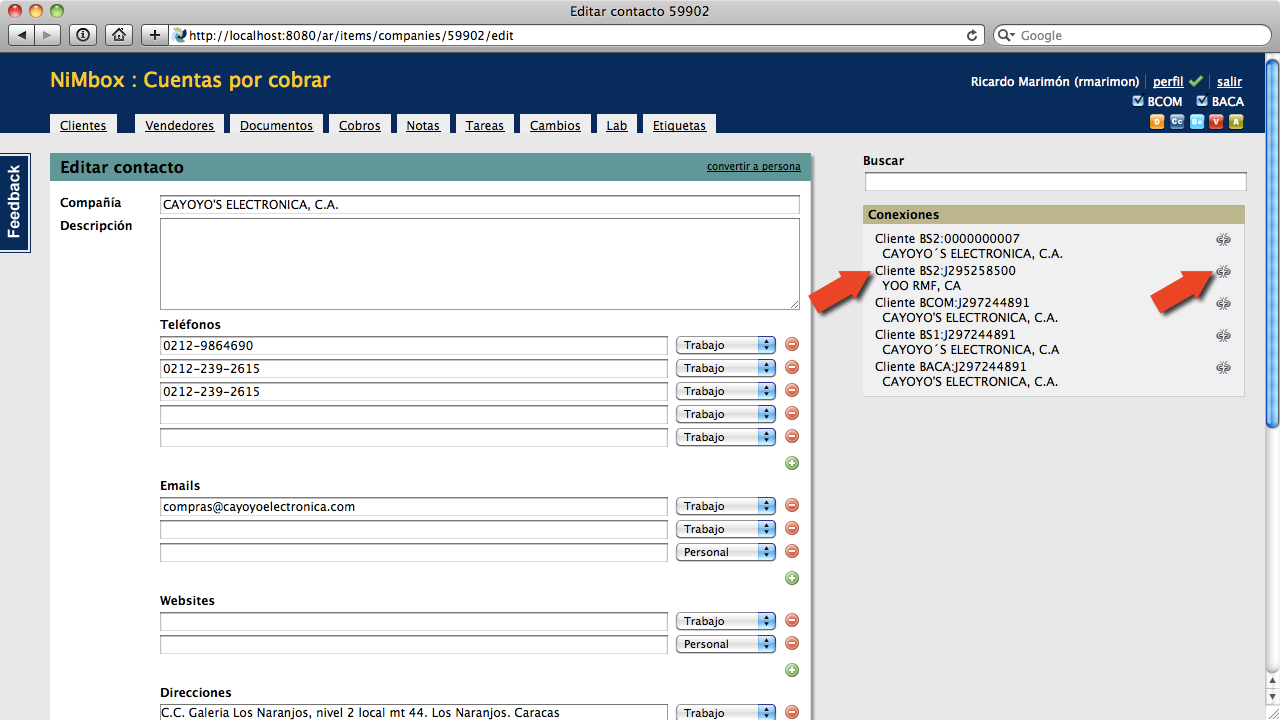 Editar contacto 59902
http://localhost:8080/ar/items/companies/59902/edit
Google
NiMbox : Cuentas por cobrar
Ricardo Marimón (rmarimon) perfil salir
BCOM BACA
Clientes Vendedores Documentos Cobros Notas Tareas Cambios Lab Etiquetas
D Cc Be V A
Feedback
Editar contacto convertir a persona
Compañía CAYOYO'S ELECTRONICA, C.A.
Descripción
Teléfonos
0212-9864690 Trabajo
0212-239-2615 Trabajo
0212-239-2615 Trabajo
Trabajo
Trabajo
Emails
compras@cayoyoelectronica.com Trabajo
Trabajo
Personal
Websites
Trabajo
Personal
Direcciones
C.C. Galeria Los Naranjos, nivel 2 local mt 44. Los Naranjos. Caracas Trabajo
Buscar
Conexiones
Cliente BS2:0000000007
CAYOYO´S ELECTRONICA, C.A.
Cliente BS2:J295258500
YOO RMF, CA
Cliente BCOM:J297244891
CAYOYO'S ELECTRONICA, C.A.
Cliente BS1:J297244891
CAYOYO´S ELECTRONICA, C.A
Cliente BACA:J297244891
CAYOYO'S ELECTRONICA, C.A.